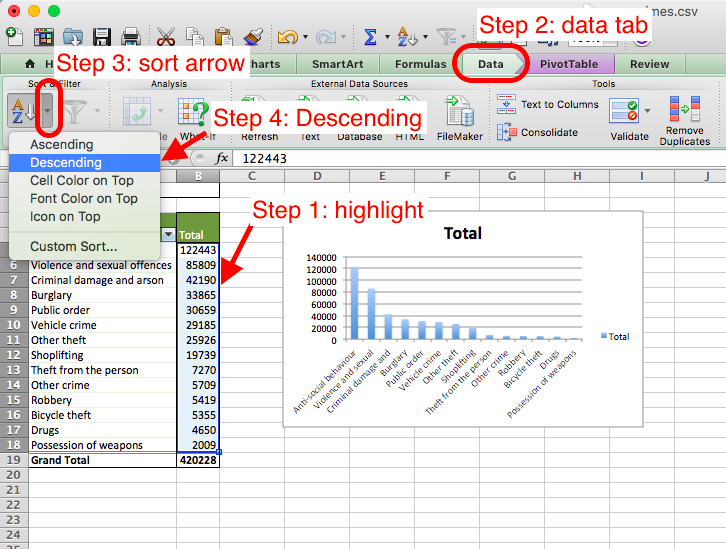 mes.csv
Step 2: data tab
Step 3: sort arrow
H
harts
SmartArt
Formulas
Data
PivotTable
Review
Sort & Filter
Analysis
External Data Sources
Tools
Step 4: Descending
What-If
Refresh
Text
Database
HTML
FileMaker
Text to Columns
Consolidate
Validate
Remove
Duplicates
Ascending
Descending
Cell Color on Top
Font Color on Top
Icon on Top
Custom Sort...
fx 122443
B C D E F G H I J
Step 1: highlight
Total
122443
6 Violence and sexual offences 85809
7 Criminal damage and arson 42190
8 Burglary 33865
9 Public order 30659
10 Vehicle crime 29185
11 Other theft 25926
12 Shoplifting 19739
13 Theft from the person 7270
14 Other crime 5709
15 Robbery 5419
16 Bicycle theft 5355
17 Drugs 4650
18 Possession of weapons 2009
19 Grand Total 420228
20
21
22
23
24
25
Total
140000
120000
100000
80000
60000
40000
20000
0
Anti-social behaviour
Violence and sexual
Criminal damage and
Burglary
Public order
Vehicle crime
Other theft
Shoplifting
Theft from the person
Other crime
Robbery
Bicycle theft
Drugs
Possession of weapons
Total